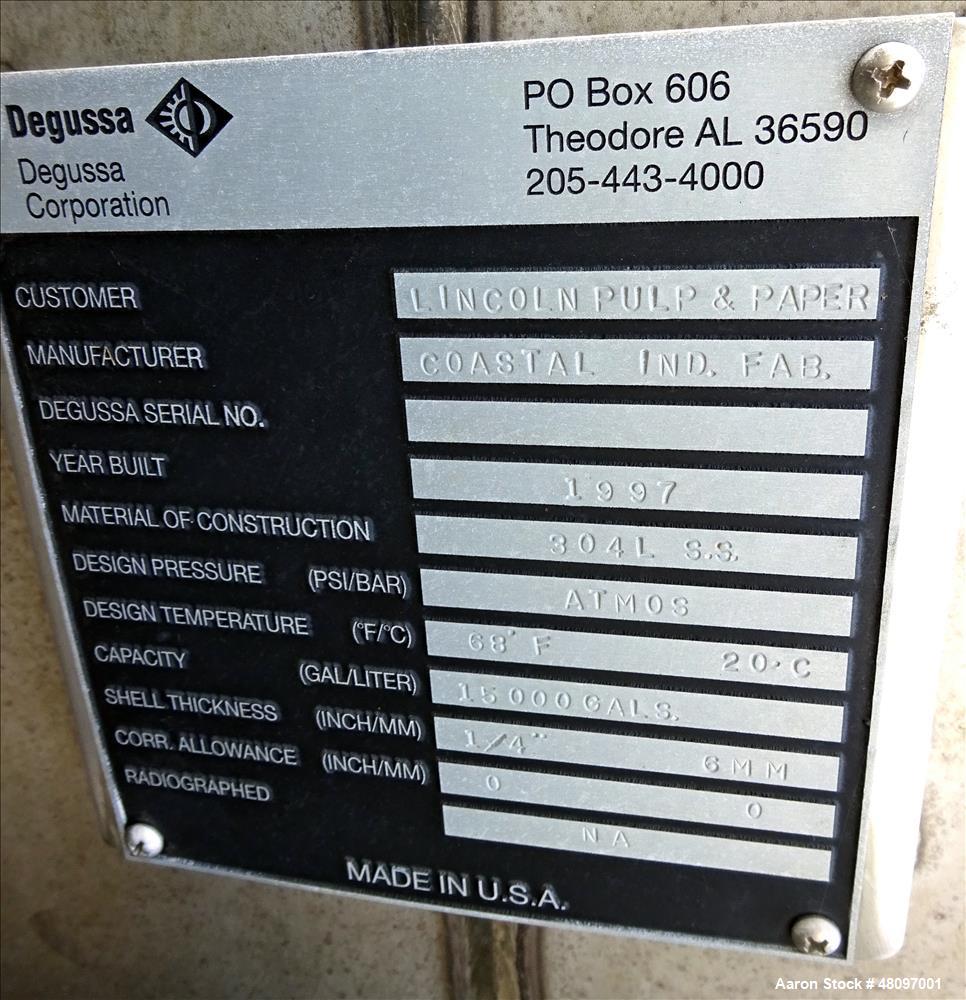 Degussa
Degussa
Corporation
PO Box 606
Theodore AL 36590
205-443-4000
CUSTOMER LINCOLN PULP & PAPER
MANUFACTURER COASTAL IND. FAB.
DEGUSSA SERIAL NO.
YEAR BUILT 1997
MATERIAL OF CONSTRUCTION 304L S.S.
DESIGN PRESSURE (PSI/BAR) ATMOS
DESIGN TEMPERATURE (°F/°C) 68°F 20°C
CAPACITY (GAL/LITER) 15000GALS.
SHELL THICKNESS (INCH/MM) 1/4" 6MM
CORR. ALLOWANCE (INCH/MM) 0 0
RADIOGRAPHED NA
MADE IN U.S.A.
Aaron Stock # 48097001